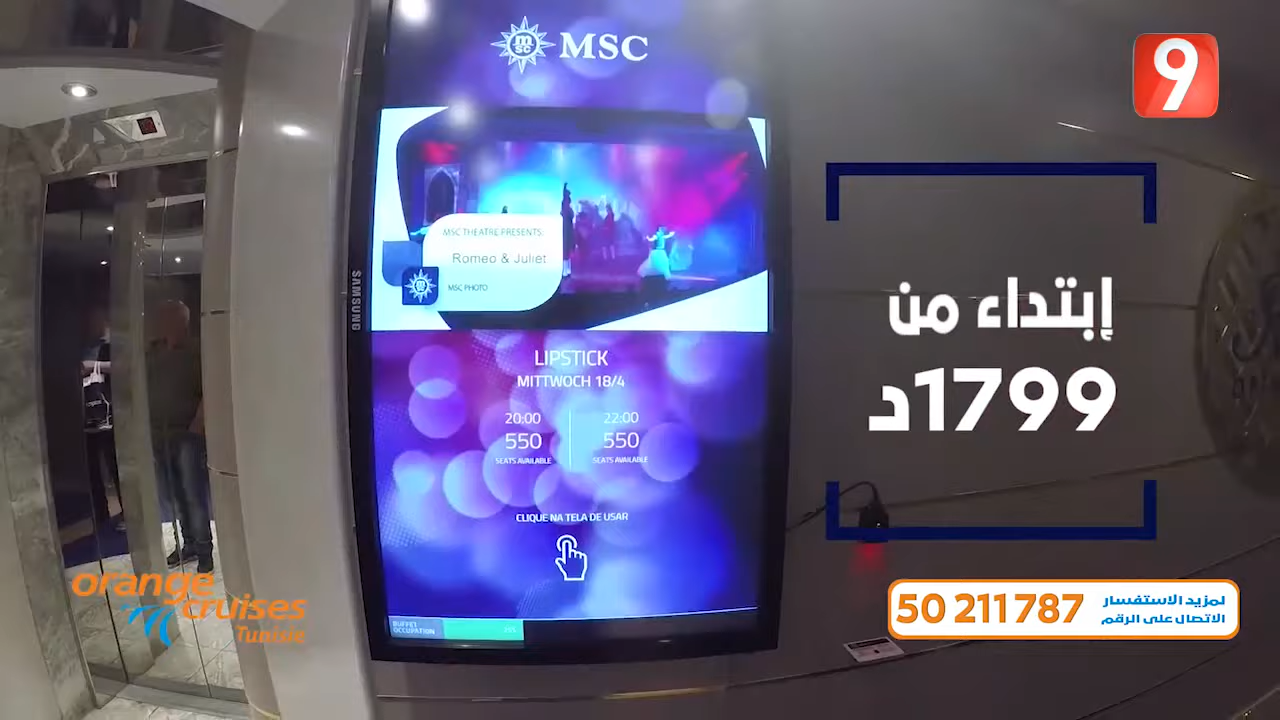 MSC
9
MSC THEATRE PRESENTS:
Romeo & Juliet
MSC PHOTO
SAMSUNG
LIPSTICK
MITTWOCH 18/4
20:00
550
SEATS AVAILABLE
22:00
550
SEATS AVAILABLE
CLIQUE NA TELA DE USAR
BUFFET
OCCUPATION
إبتداء من
1799د
orange
cruises
Tunisie
50 211 787
لمزيد الاستفسار
الاتصال على الرقم